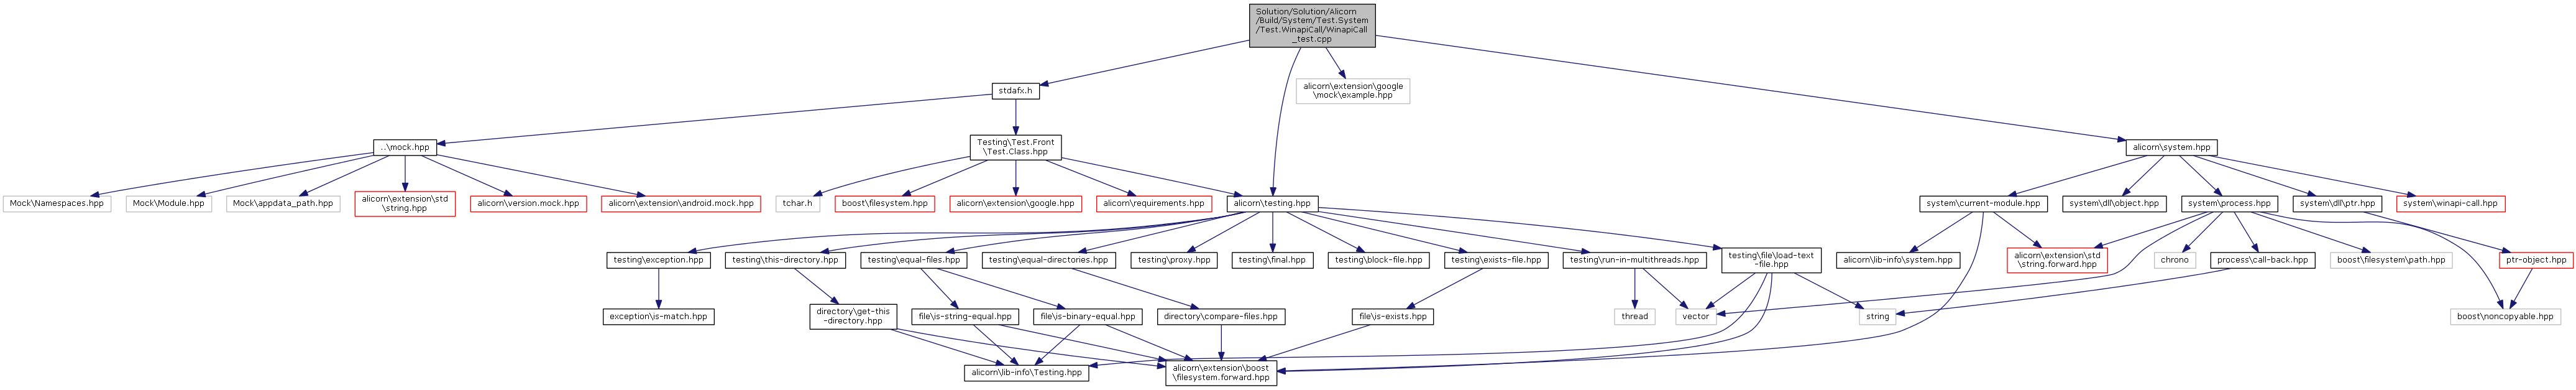 Solution/Solution/Alicorn
/Build/System/Test.System
/Test.WinapiCall/WinapiCall
_test.cpp
stdafx.h
alicorn\extension\google
\mock\example.hpp
..\mock.hpp
Testing\Test.Front
\Test.Class.hpp
alicorn\system.hpp
Mock\Namespaces.hpp
Mock\Module.hpp
Mock\appdata_path.hpp
alicorn\extension\std
\string.hpp
alicorn\version.mock.hpp
alicorn\extension\android.mock.hpp
tchar.h
boost\filesystem.hpp
alicorn\extension\google.hpp
alicorn\requirements.hpp
alicorn\testing.hpp
system\current-module.hpp
system\dll\object.hpp
system\process.hpp
system\dll\ptr.hpp
system\winapi-call.hpp
testing\exception.hpp
testing\this-directory.hpp
testing\equal-files.hpp
testing\equal-directories.hpp
testing\proxy.hpp
testing\final.hpp
testing\block-file.hpp
testing\exists-file.hpp
testing\run-in-multithreads.hpp
testing\file\load-text
-file.hpp
alicorn\lib-info\system.hpp
alicorn\extension\std
\string.forward.hpp
chrono
process\call-back.hpp
boost\filesystem\path.hpp
ptr-object.hpp
exception\is-match.hpp
directory\get-this
-directory.hpp
file\is-string-equal.hpp
file\is-binary-equal.hpp
directory\compare-files.hpp
file\is-exists.hpp
thread
vector
string
boost\noncopyable.hpp
alicorn\lib-info\Testing.hpp
alicorn\extension\boost
\filesystem.forward.hpp